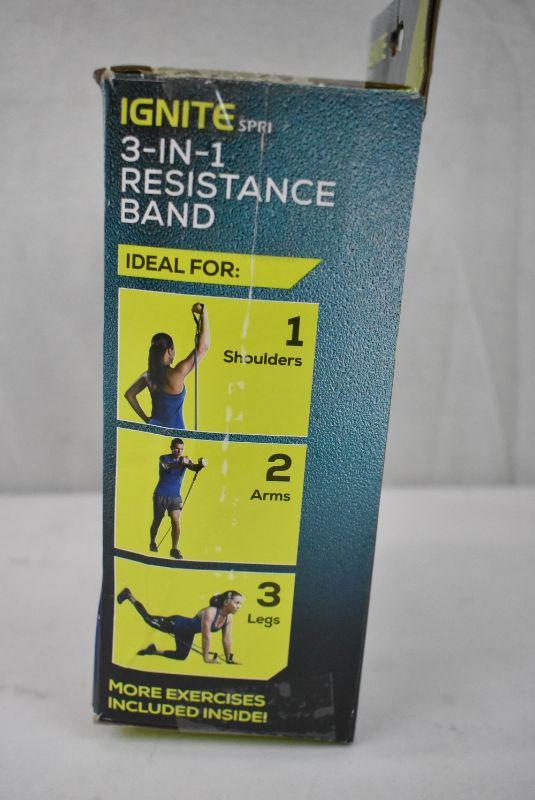 IGNITE SPRI
3-IN-1
RESISTANCE
BAND
IDEAL FOR:
1
Shoulders
2
Arms
3
Legs
MORE EXERCISES
INCLUDED INSIDE!